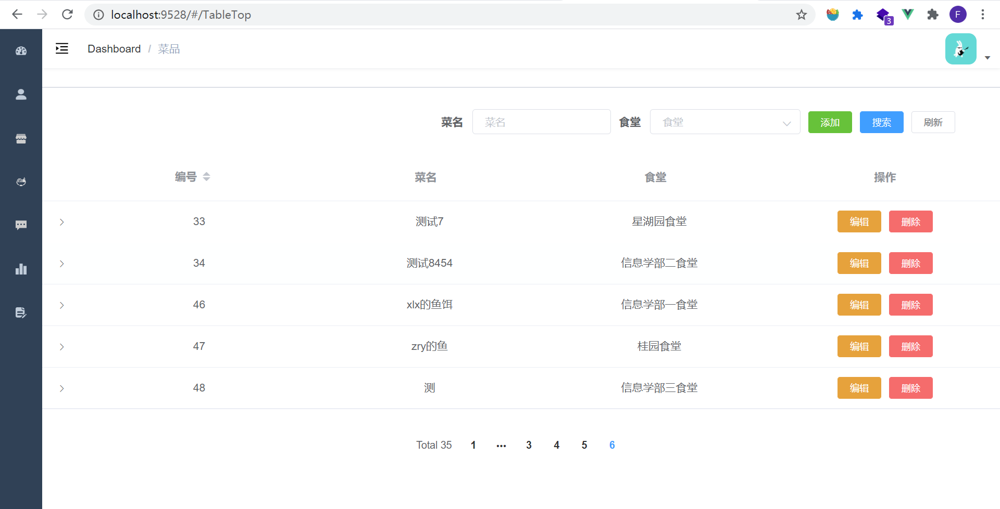 localhost:9528/#/TableTop
3
F
Dashboard / 菜品
菜名 菜名 食堂 食堂 添加 搜索 刷新
编号 菜名 食堂 操作
33 测试7 星湖园食堂 编辑 删除
34 测试8454 信息学部二食堂 编辑 删除
46 xlx的鱼饵 信息学部一食堂 编辑 删除
47 zry的鱼 桂园食堂 编辑 删除
48 测 信息学部三食堂 编辑 删除
Total 35 1 ••• 3 4 5 6